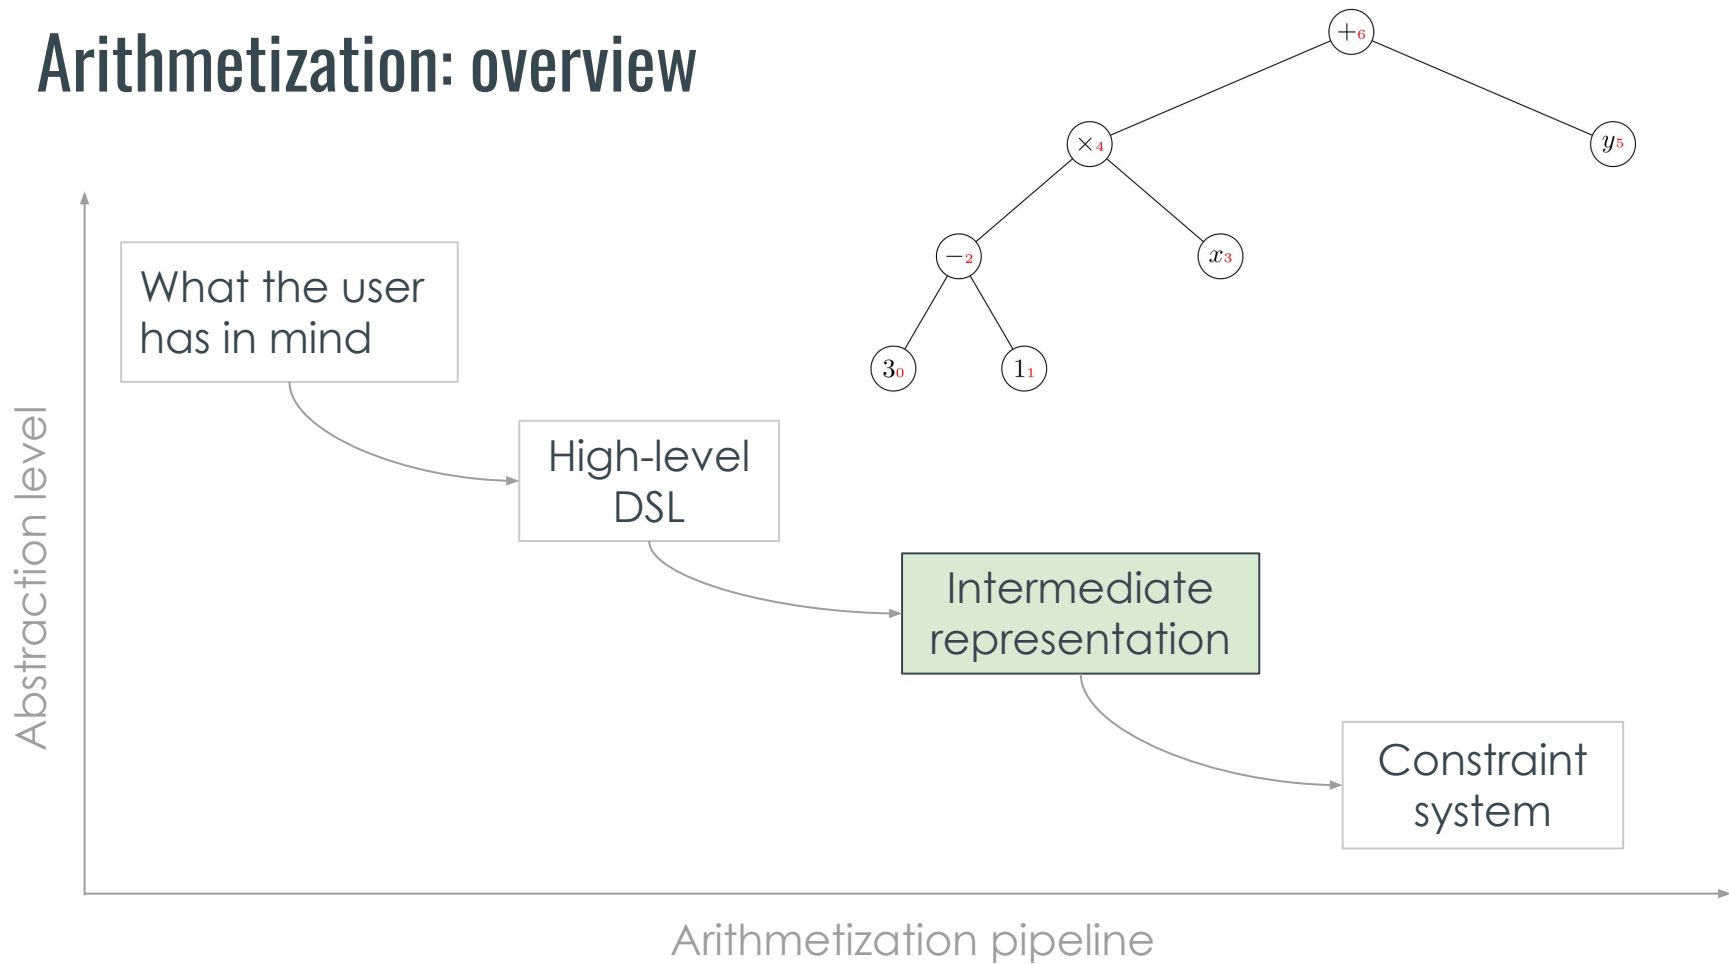 Arithmetization: overview
+6
×4
y5
−2
x3
30
11
What the user
has in mind
High-level
DSL
Intermediate
representation
Constraint
system
Abstraction level
Arithmetization pipeline